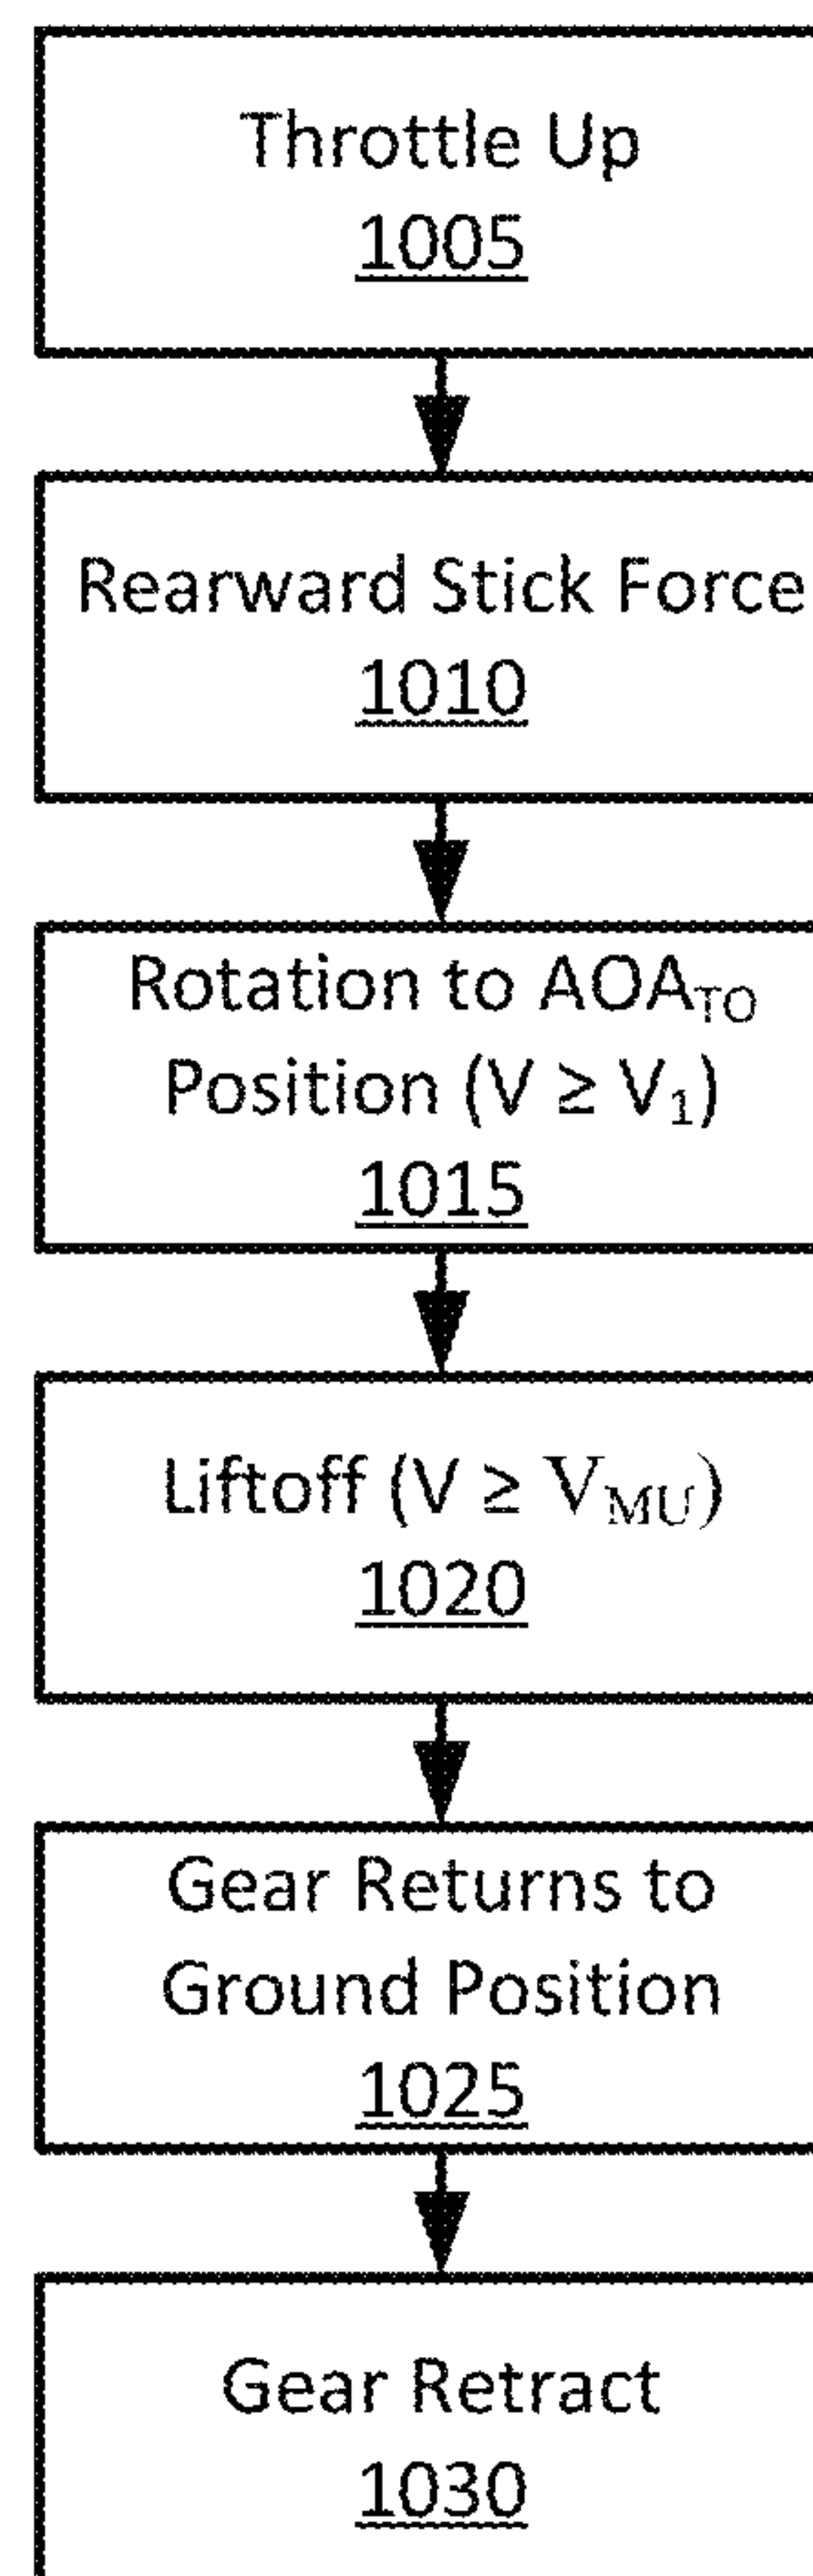 Throttle Up
1005
Rearward Stick Force
1010
Rotation to AOA_TO
Position (V ≥ V₁)
1015
Liftoff (V ≥ V_MU)
1020
Gear Returns to
Ground Position
1025
Gear Retract
1030